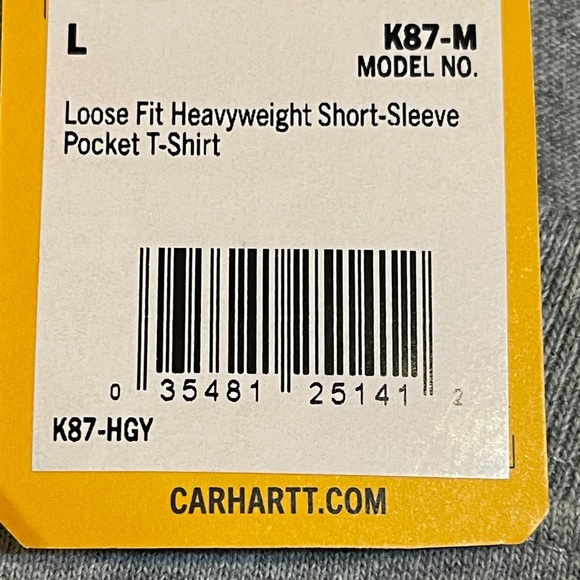 L K87-M
MODEL NO.
Loose Fit Heavyweight Short-Sleeve
Pocket T-Shirt
0 35481 25141 2
K87-HGY
CARHARTT.COM